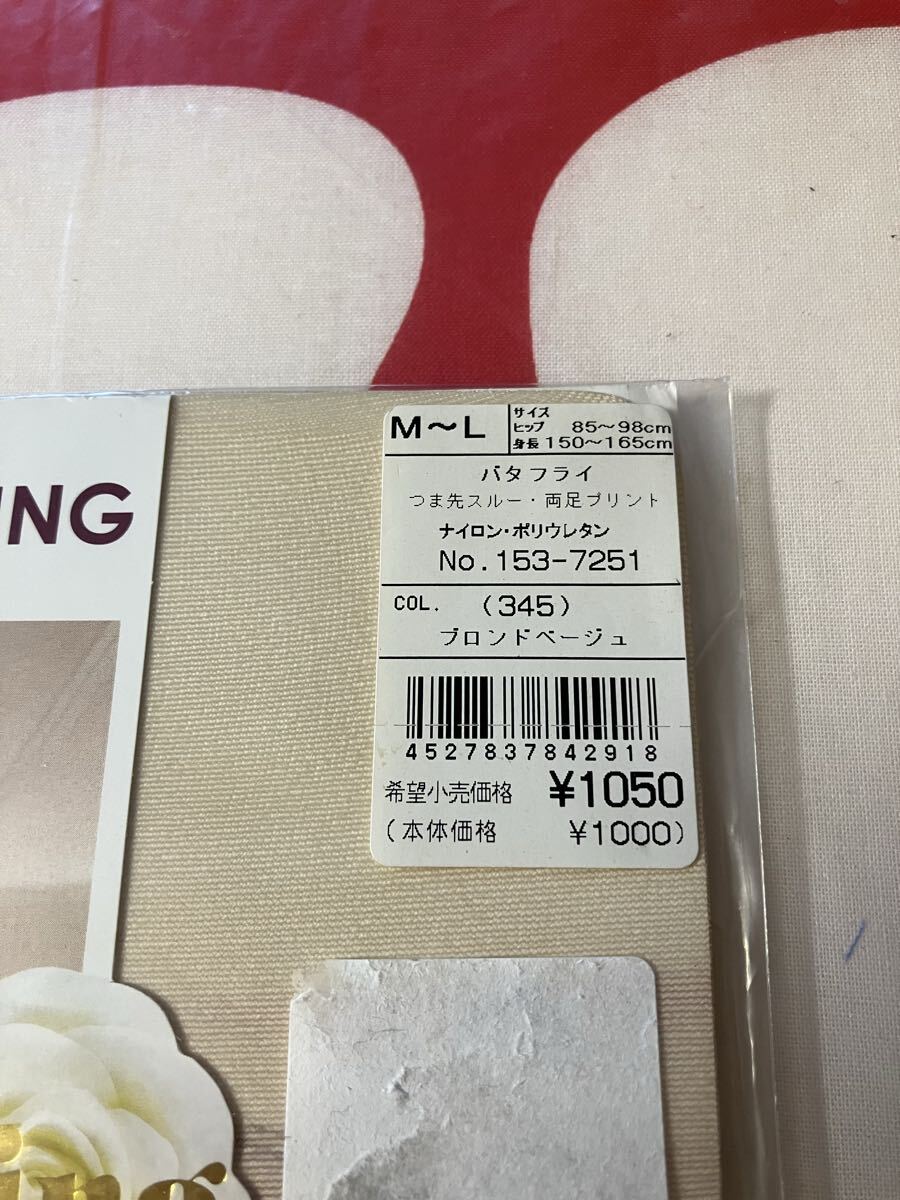 UNG
M～L
サイズ
ヒップ 85～98cm
身長 150～165cm
バタフライ
つま先スルー・両足プリント
ナイロン・ポリウレタン
No.153-7251
COL. (345)
ブロンドベージュ
4527837842918
希望小売価格 ¥1050
(本体価格 ¥1000)